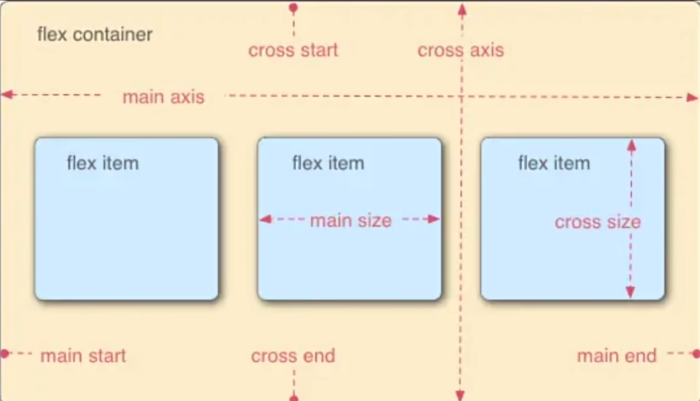 flex container
cross start
cross axis
main axis
flex item
flex item
flex item
main size
cross size
main start
cross end
main end